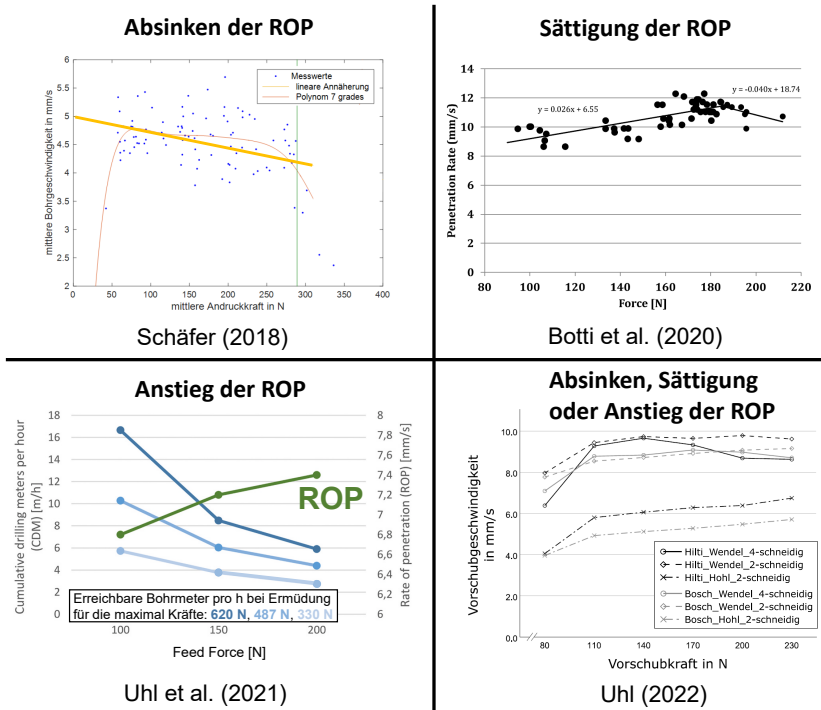 Absinken der ROP
mittlere Bohrgeschwindigkeit in mm/s
6
5.5
5
4.5
4
3.5
3
2.5
2
Messwerte
lineare Annäherung
Polynom 7 grades
0 50 100 150 200 250 300 350 400
mittlere Andruckkraft in N
Schäfer (2018)
Sättigung der ROP
Penetration Rate (mm/s)
14
12
10
8
6
4
2
0
y = 0.026x + 6.55
y = -0.040x + 18.74
80 100 120 140 160 180 200 220
Force [N]
Botti et al. (2020)
Anstieg der ROP
Cumulative drilling meters per hour
(CDM) [m/h]
18
16
14
12
10
8
6
4
2
0
ROP
8
7,8
7,6
7,4
7,2
7
6,8
6,6
6,4
6,2
6
Rate of penetration (ROP) [mm/s]
Erreichbare Bohrmeter pro h bei Ermüdung
für die maximal Kräfte: 620 N, 487 N, 330 N
100 150 200
Feed Force [N]
Uhl et al. (2021)
Absinken, Sättigung
oder Anstieg der ROP
Vorschubgeschwindigkeit
in mm/s
10.0
8.0
6.0
4.0
2.0
0.0
Hilti_Wendel_4-schneidig
Hilti_Wendel_2-schneidig
Hilti_Hohl_2-schneidig
Bosch_Wendel_4-schneidig
Bosch_Wendel_2-schneidig
Bosch_Hohl_2-schneidig
80 110 140 170 200 230
Vorschubkraft in N
Uhl (2022)